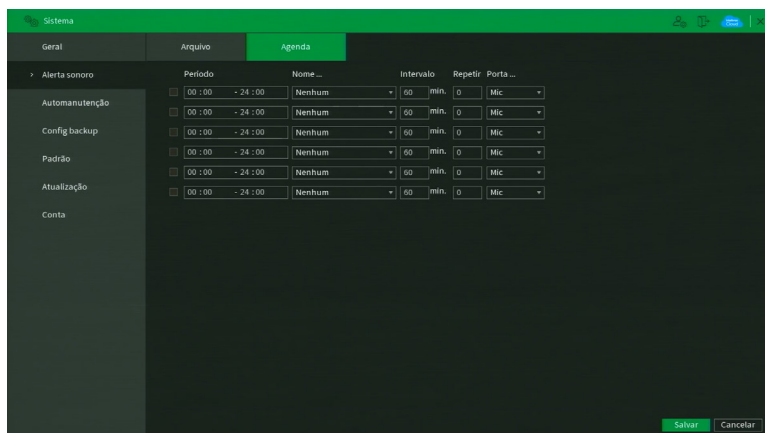 Sistema
Geral
Arquivo
Agenda
Alerta sonoro
Período
Nome ...
Intervalo
Repetir
Porta ...
00 : 00 - 24 : 00 Nenhum 60 min. 0 Mic
Automanutenção
00 : 00 - 24 : 00 Nenhum 60 min. 0 Mic
Config backup
00 : 00 - 24 : 00 Nenhum 60 min. 0 Mic
Padrão
00 : 00 - 24 : 00 Nenhum 60 min. 0 Mic
00 : 00 - 24 : 00 Nenhum 60 min. 0 Mic
Atualização
00 : 00 - 24 : 00 Nenhum 60 min. 0 Mic
Conta
Salvar
Cancelar